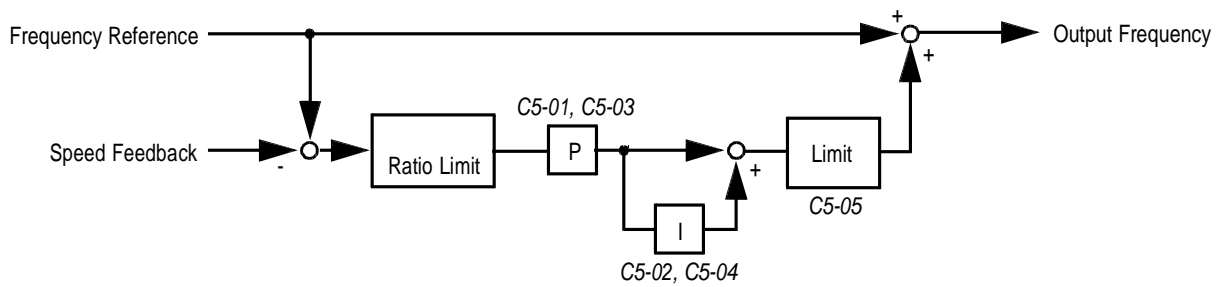 Frequency Reference
+
+
Output Frequency
C5-01, C5-03
Speed Feedback
-
Ratio Limit
P
+
Limit
C5-05
I
C5-02, C5-04